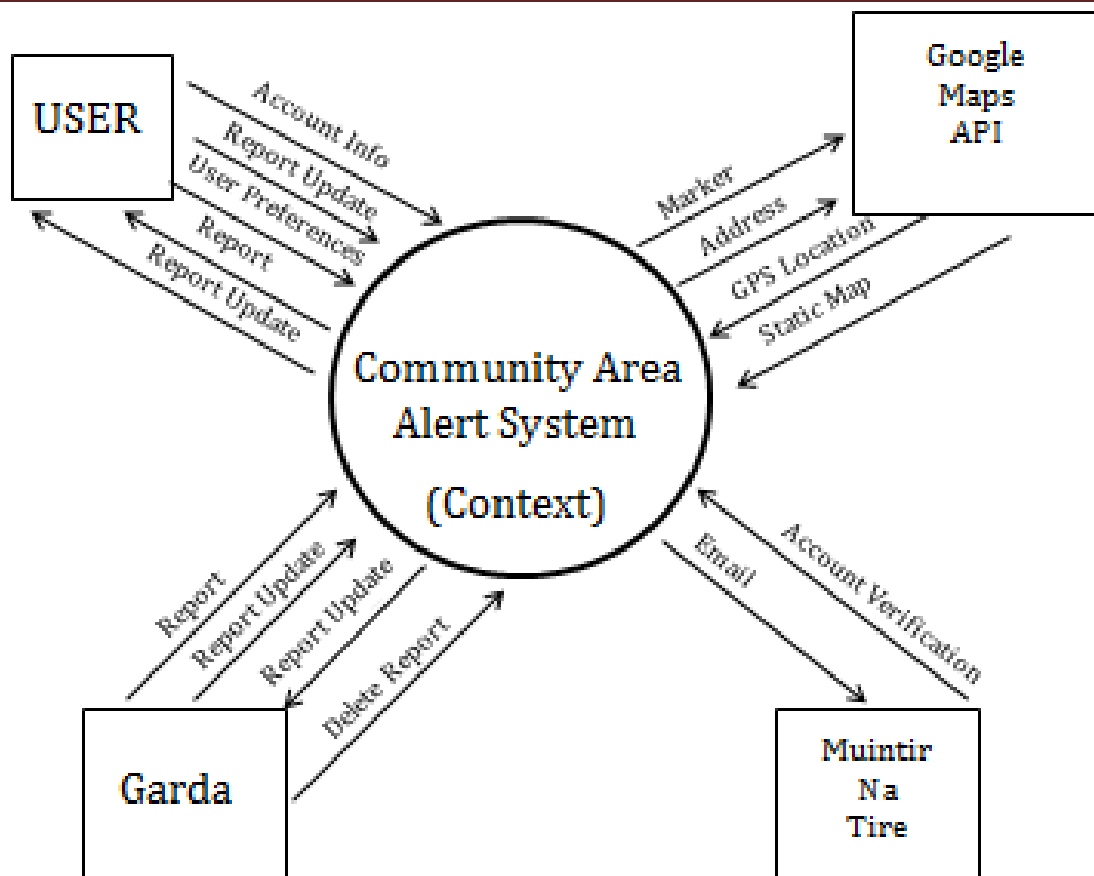 USER
Account Info
Report Update
User Preferences
Report
Report Update
Google
Maps
API
Marker
Address
GPS Location
Static Map
Community Area
Alert System
(Context)
Report
Report Update
Report Update
Delete Report
Email
Account Verification
Garda
Muintir
Na
Tire